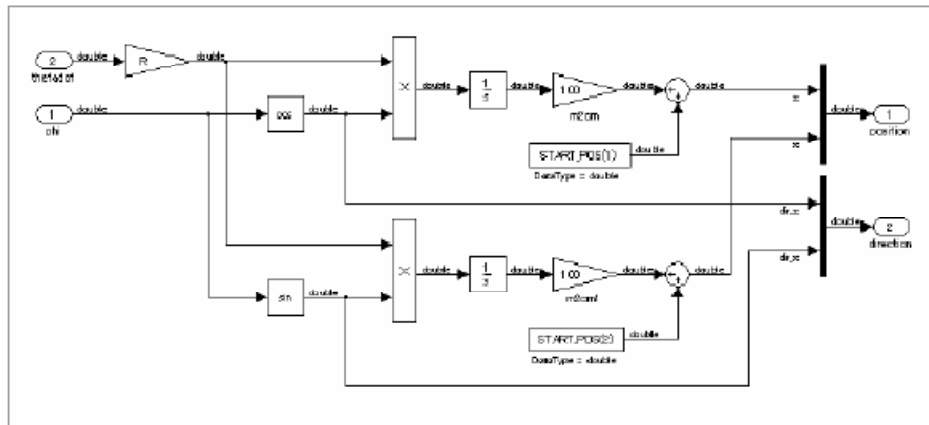 double
double
double
2
R
thetadot
double
X
1
s
double
100
double
double
z
double
1
phi
cos
double
m2cm
x
position
START_POS(1)
double
DataType = double
double
dir_z
double
2
X
1
s
double
100
double
double
dir_x
direction
sin
double
START_POS(2)
double
DataType = double